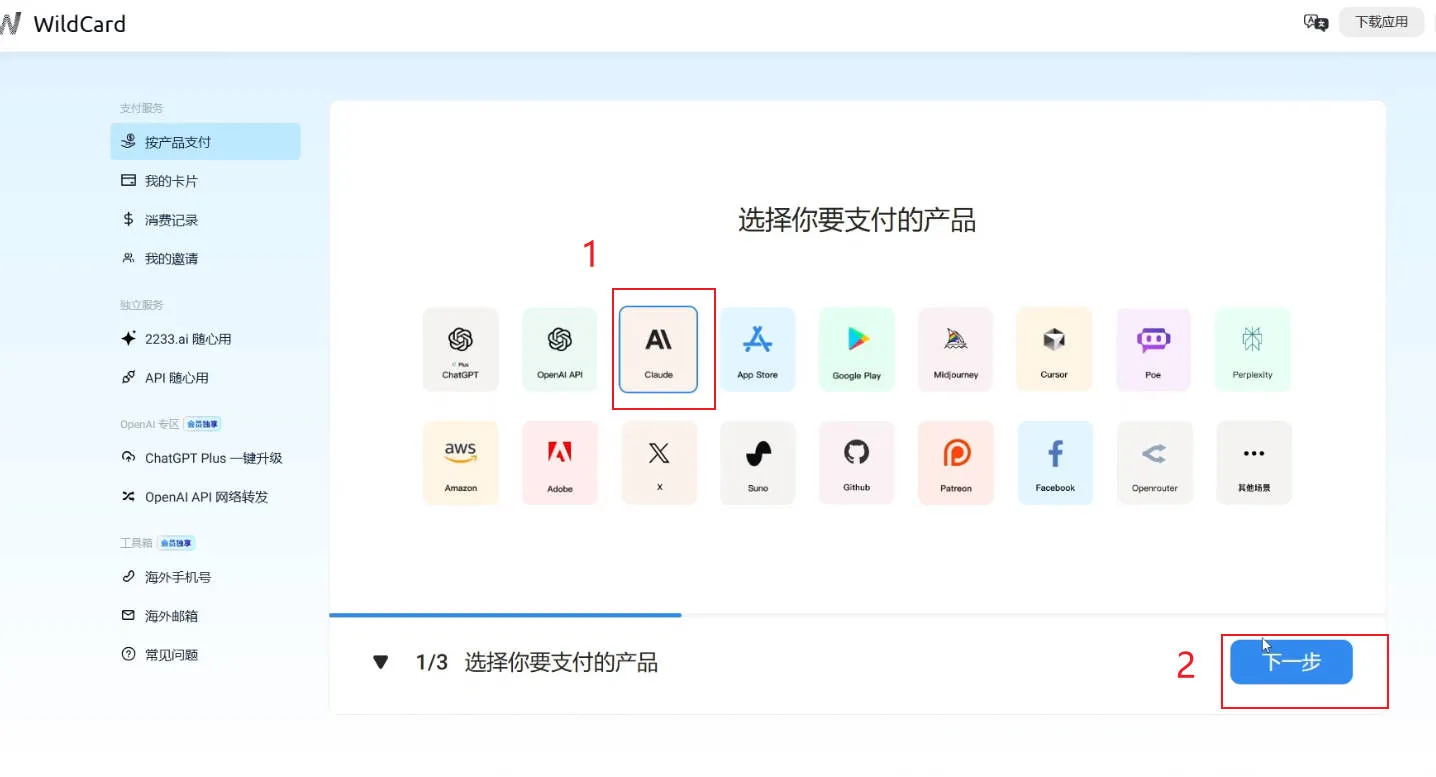 WildCard
下载应用
支付服务
按产品支付
我的卡片
消费记录
我的邀请
独立服务
2233.ai 随心用
API 随心用
OpenAI 专区 会员独享
ChatGPT Plus 一键升级
OpenAI API 网络转发
工具箱 会员独享
海外手机号
海外邮箱
常见问题
选择你要支付的产品
1
Plus
ChatGPT
OpenAI API
Claude
App Store
Google Play
Midjourney
Cursor
Poe
Perplexity
aws
Amazon
Adobe
X
Suno
Github
Patreon
Facebook
Openrouter
其他场景
1/3 选择你要支付的产品
2
下一步